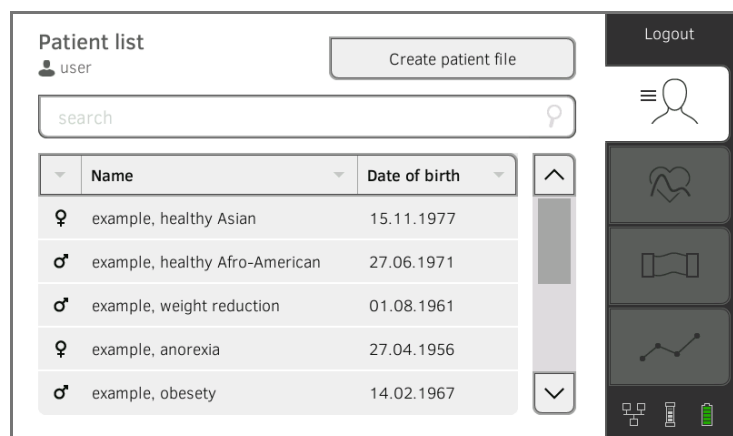 Patient list
user
Create patient file
Logout
search
Name Date of birth
example, healthy Asian 15.11.1977
example, healthy Afro-American 27.06.1971
example, weight reduction 01.08.1961
example, anorexia 27.04.1956
example, obesety 14.02.1967